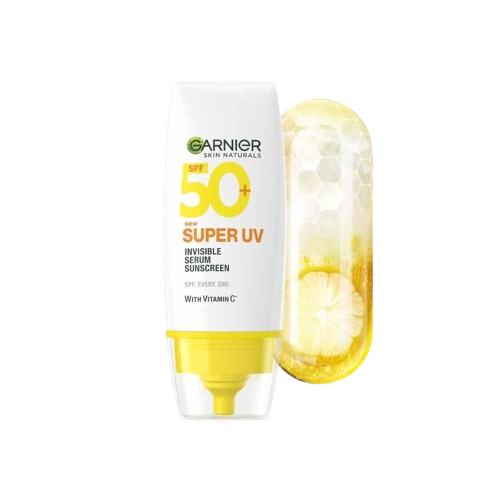 GARNIER
SKIN NATURALS
SPF
50+
NEW
SUPER UV
INVISIBLE
SERUM
SUNSCREEN
SPF. EVERY. DAY.
WITH VITAMIN C*